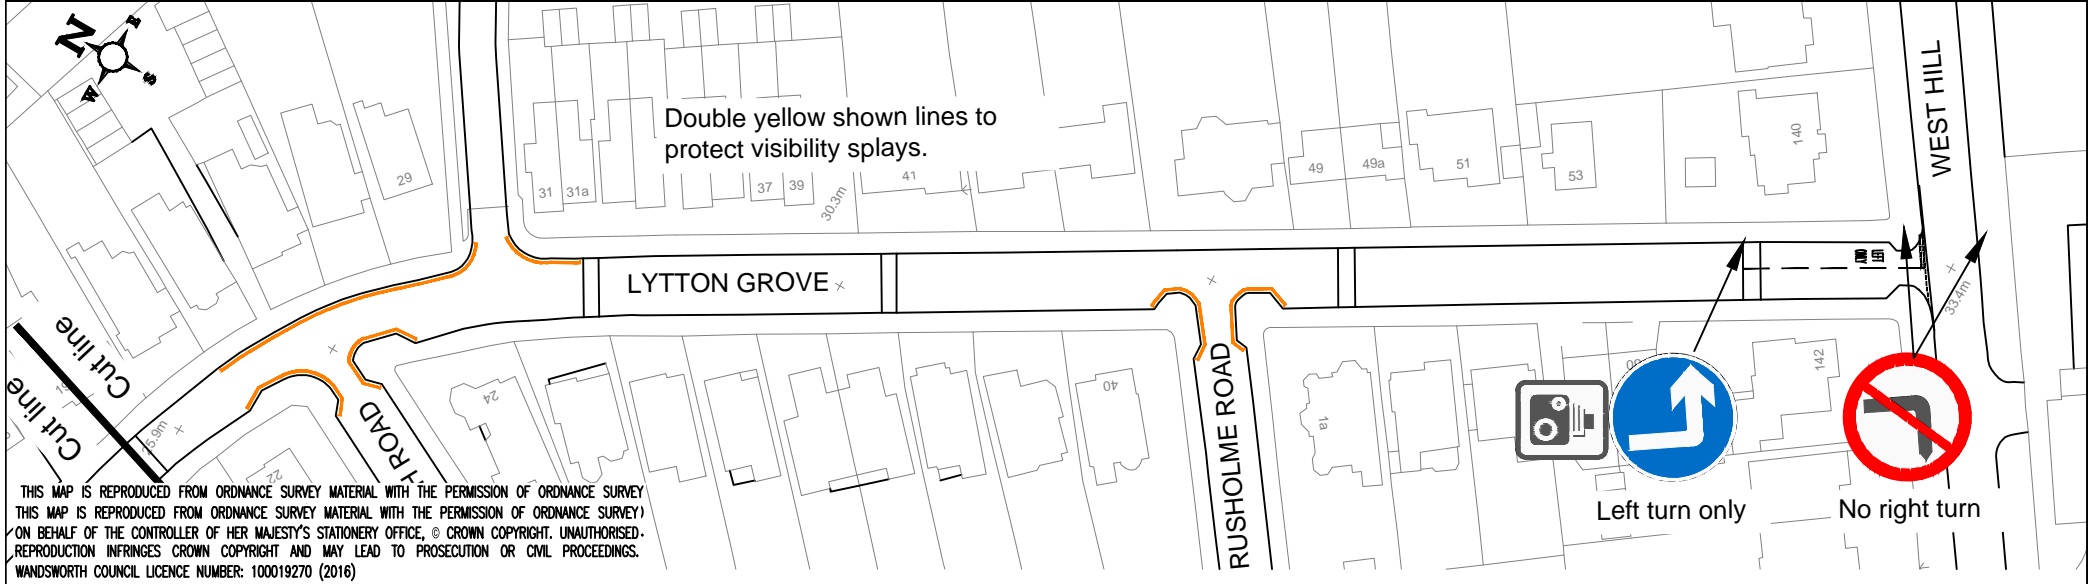 N
E
S
W
Double yellow shown lines to
protect visibility splays.
29
31
31a
37
39
30.3m
41
49
49a
51
53
140
WEST HILL
LYTTON GROVE
LEFT
ONLY
33.4m
Cut line
Cut line
25.9m
22
24
40
1a
142
ROAD
RUSHOLME ROAD
Left turn only
No right turn
THIS MAP IS REPRODUCED FROM ORDNANCE SURVEY MATERIAL WITH THE PERMISSION OF ORDNANCE SURVEY
THIS MAP IS REPRODUCED FROM ORDNANCE SURVEY MATERIAL WITH THE PERMISSION OF ORDNANCE SURVEY)
ON BEHALF OF THE CONTROLLER OF HER MAJESTY'S STATIONERY OFFICE, © CROWN COPYRIGHT. UNAUTHORISED.
REPRODUCTION INFRINGES CROWN COPYRIGHT AND MAY LEAD TO PROSECUTION OR CIVIL PROCEEDINGS.
WANDSWORTH COUNCIL LICENCE NUMBER: 100019270 (2016)